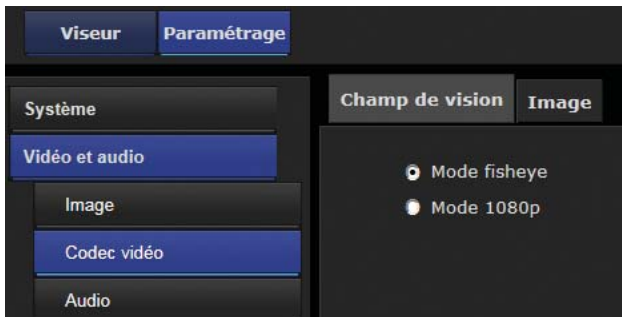 Viseur Paramétrage
Système
Vidéo et audio
Image
Codec vidéo
Audio
Champ de vision Image
Mode fisheye
Mode 1080p